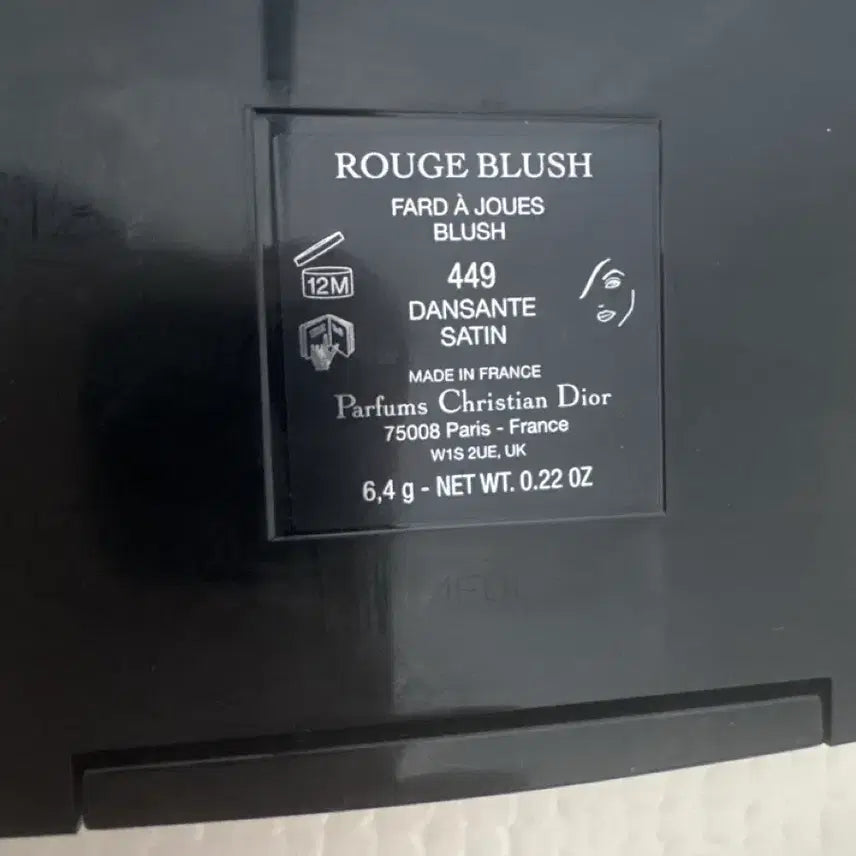 ROUGE BLUSH
FARD À JOUES
BLUSH
12M
449
DANSANTE
SATIN
MADE IN FRANCE
Parfums Christian Dior
75008 Paris - France
W1S 2UE, UK
6,4 g - NET WT. 0.22 OZ